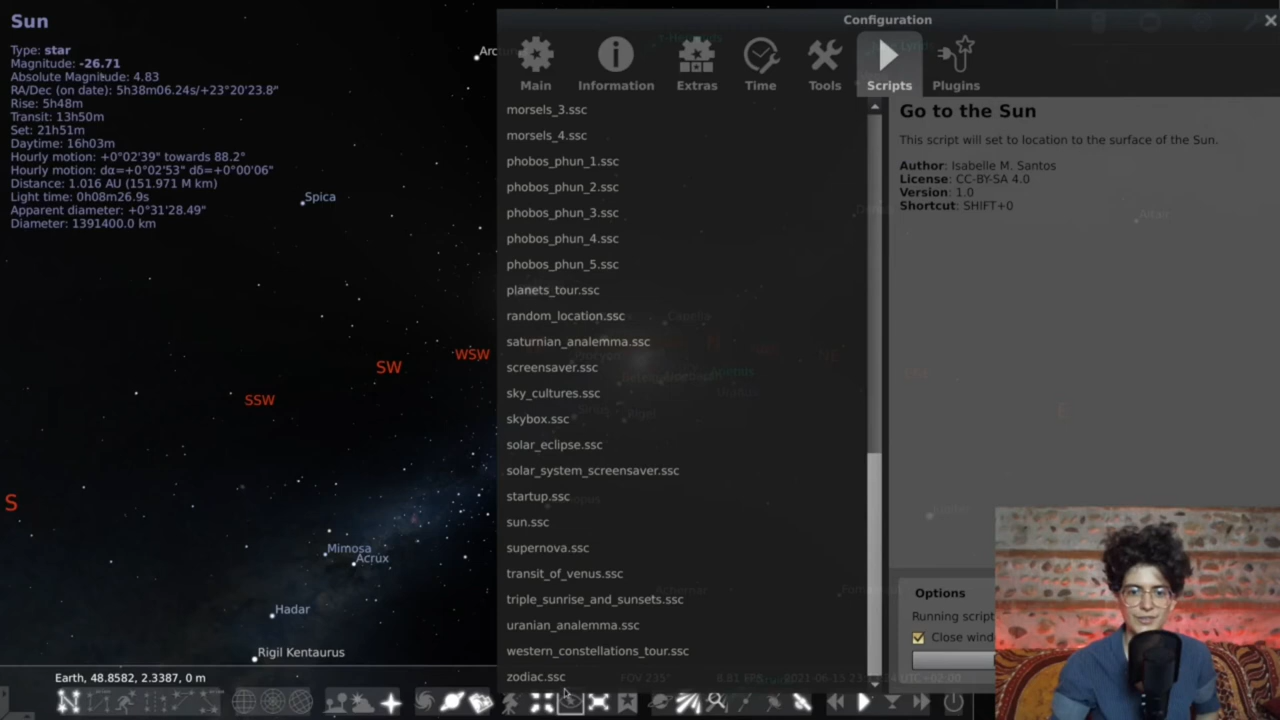 Sun
Type: star
Magnitude: -26.71
Absolute Magnitude: 4.83
RA/Dec (on date): 5h38m06.24s/+23°20'23.8"
Rise: 5h48m
Transit: 13h50m
Set: 21h51m
Daytime: 16h03m
Hourly motion: +0°02'39" towards 88.2°
Hourly motion: dα=+0°02'53" dδ=+0°00'06"
Distance: 1.016 AU (151.971 M km)
Light time: 0h08m26.9s
Apparent diameter: +0°31'28.49"
Diameter: 1391400.0 km
Spica
SW
WSW
SSW
S
Mimosa
Acrux
Hadar
Rigil Kentaurus
Earth, 48.8582, 2.3387, 0 m
Configuration
Main
Information
Extras
Time
Tools
Scripts
Plugins
morsels_3.ssc
morsels_4.ssc
phobos_phun_1.ssc
phobos_phun_2.ssc
phobos_phun_3.ssc
phobos_phun_4.ssc
phobos_phun_5.ssc
planets_tour.ssc
random_location.ssc
saturnian_analemma.ssc
screensaver.ssc
sky_cultures.ssc
skybox.ssc
solar_eclipse.ssc
solar_system_screensaver.ssc
startup.ssc
sun.ssc
supernova.ssc
transit_of_venus.ssc
triple_sunrise_and_sunsets.ssc
uranian_analemma.ssc
western_constellations_tour.ssc
zodiac.ssc
Go to the Sun
This script will set to location to the surface of the Sun.
Author: Isabelle M. Santos
License: CC-BY-SA 4.0
Version: 1.0
Shortcut: SHIFT+0
Altair
Capella
Rigel
NE
FOV 235°
Options
Running script
Close wind